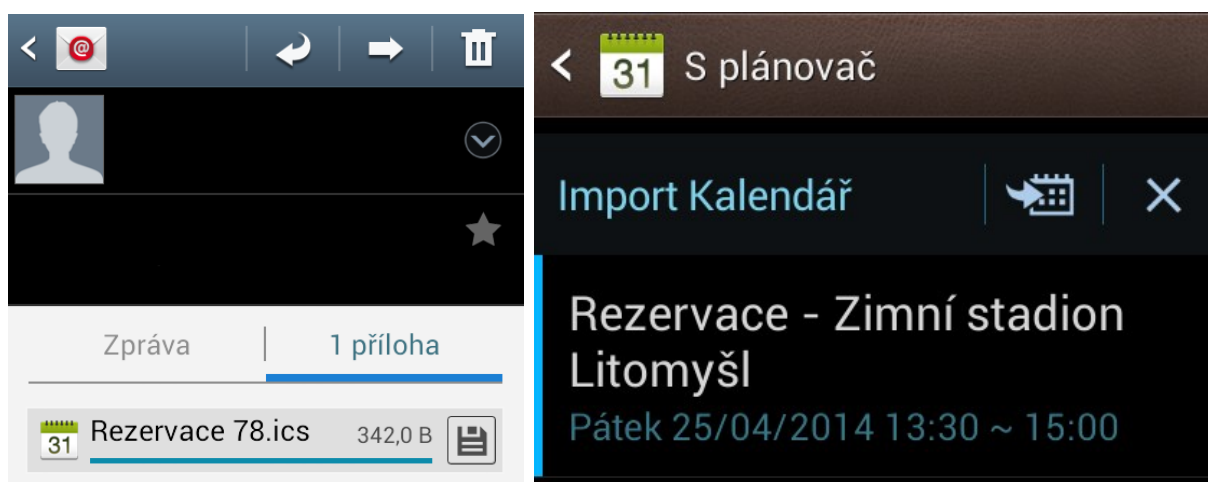 @
Zpráva
1 příloha
31
Rezervace 78.ics
342,0 B
31
S plánovač
Import Kalendář
Rezervace - Zimní stadion
Litomyšl
Pátek 25/04/2014 13:30 ~ 15:00